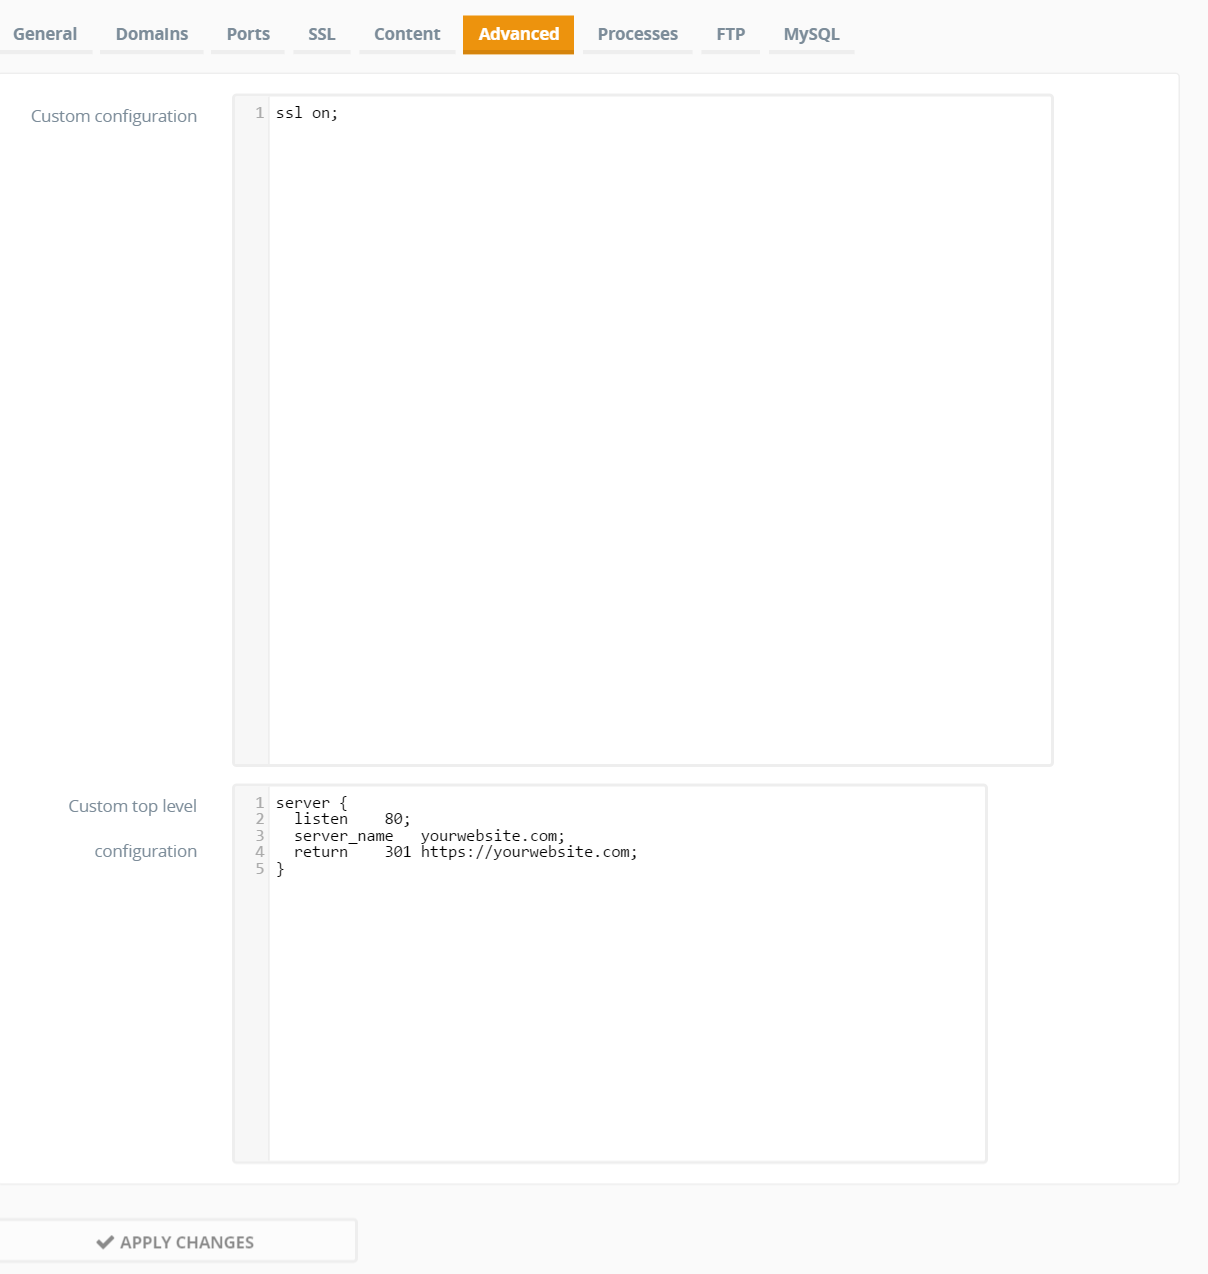 General Domains Ports SSL Content Advanced Processes FTP MySQL
Custom configuration
1 ssl on;
Custom top level
configuration
1 server {
2   listen    80;
3   server_name   yourwebsite.com;
4   return    301 https://yourwebsite.com;
5 }
APPLY CHANGES